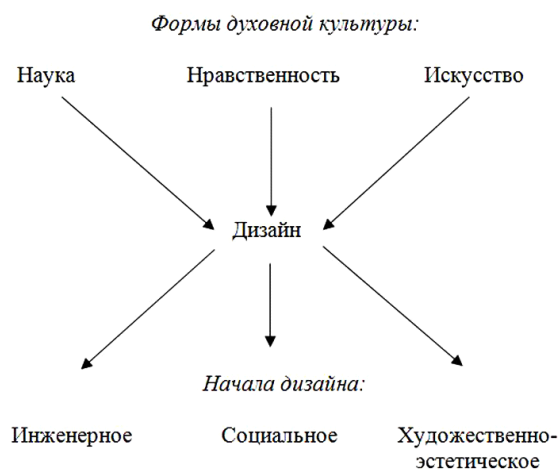 Формы духовной культуры:
Наука Нравственность Искусство
Дизайн
Начала дизайна:
Инженерное Социальное Художественно-
эстетическое